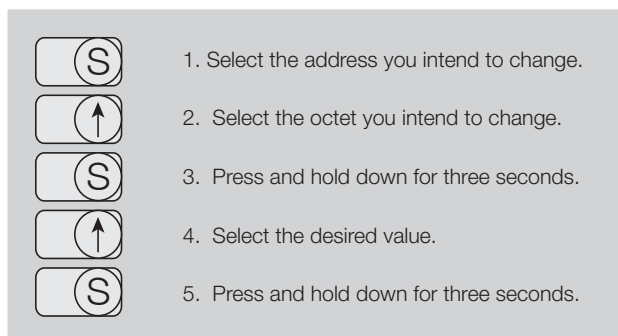 S 1. Select the address you intend to change.
↑ 2. Select the octet you intend to change.
S 3. Press and hold down for three seconds.
↑ 4. Select the desired value.
S 5. Press and hold down for three seconds.